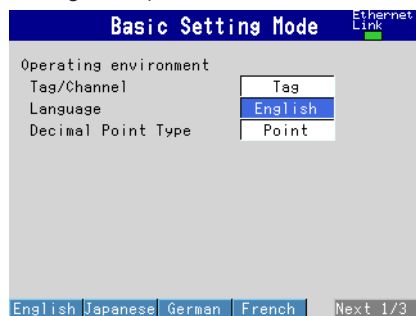 Basic Setting Mode
Ethernet
Link
Operating environment
Tag/Channel Tag
Language English
Decimal Point Type Point
English Japanese German French Next 1/3